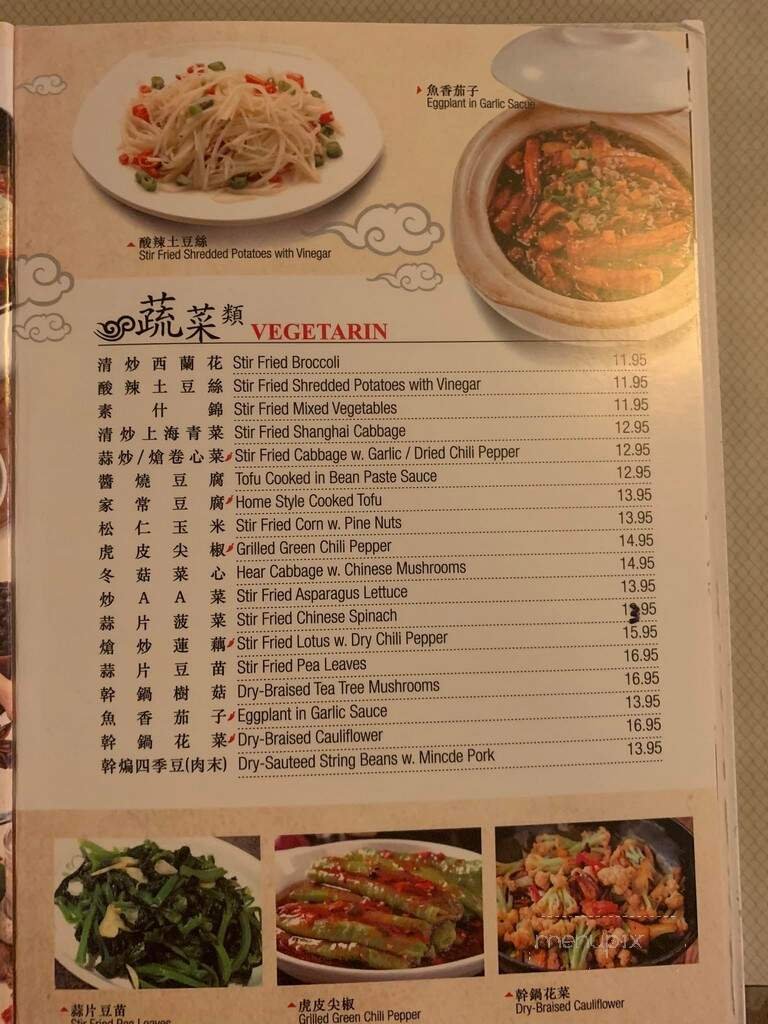 魚香茄子
Eggplant in Garlic Sacue
酸辣土豆絲
Stir Fried Shredded Potatoes with Vinegar
蔬菜類 VEGETARIN
清炒西蘭花 Stir Fried Broccoli 11.95
酸辣土豆絲 Stir Fried Shredded Potatoes with Vinegar 11.95
素什錦 Stir Fried Mixed Vegetables 11.95
清炒上海青菜 Stir Fried Shanghai Cabbage 12.95
蒜炒/熗卷心菜 Stir Fried Cabbage w. Garlic / Dried Chili Pepper 12.95
醬燒豆腐 Tofu Cooked in Bean Paste Sauce 12.95
家常豆腐 Home Style Cooked Tofu 13.95
松仁玉米 Stir Fried Corn w. Pine Nuts 13.95
虎皮尖椒 Grilled Green Chili Pepper 14.95
冬菇菜心 Hear Cabbage w. Chinese Mushrooms 14.95
炒AA菜 Stir Fried Asparagus Lettuce 13.95
蒜片菠菜 Stir Fried Chinese Spinach 13.95
熗炒蓮藕 Stir Fried Lotus w. Dry Chili Pepper 15.95
蒜片豆苗 Stir Fried Pea Leaves 16.95
幹鍋樹菇 Dry-Braised Tea Tree Mushrooms 16.95
魚香茄子 Eggplant in Garlic Sauce 13.95
幹鍋花菜 Dry-Braised Cauliflower 16.95
幹煸四季豆(肉末) Dry-Sauteed String Beans w. Mincde Pork 13.95
menupix
蒜片豆苗
Stir Fried Pea Leaves
虎皮尖椒
Grilled Green Chili Pepper
幹鍋花菜
Dry-Braised Cauliflower